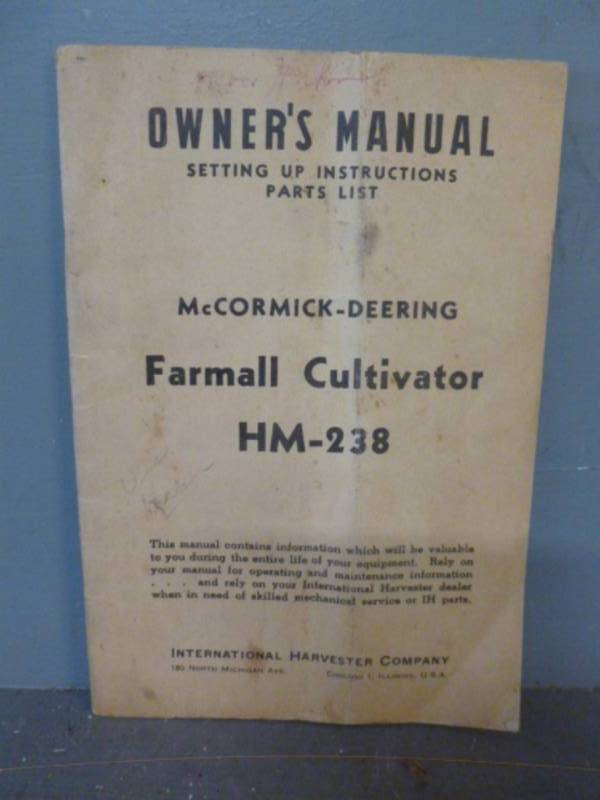 OWNER'S MANUAL
SETTING UP INSTRUCTIONS
PARTS LIST
McCORMICK-DEERING
Farmall Cultivator
HM-238
This manual contains information which will be valuable
to you during the entire life of your equipment. Rely on
your manual for operating and maintenance information
. . . and rely on your International Harvester dealer
when in need of skilled mechanical service or IH parts.
INTERNATIONAL HARVESTER COMPANY
180 NORTH MICHIGAN AVE. CHICAGO 1, ILLINOIS, U.S.A.